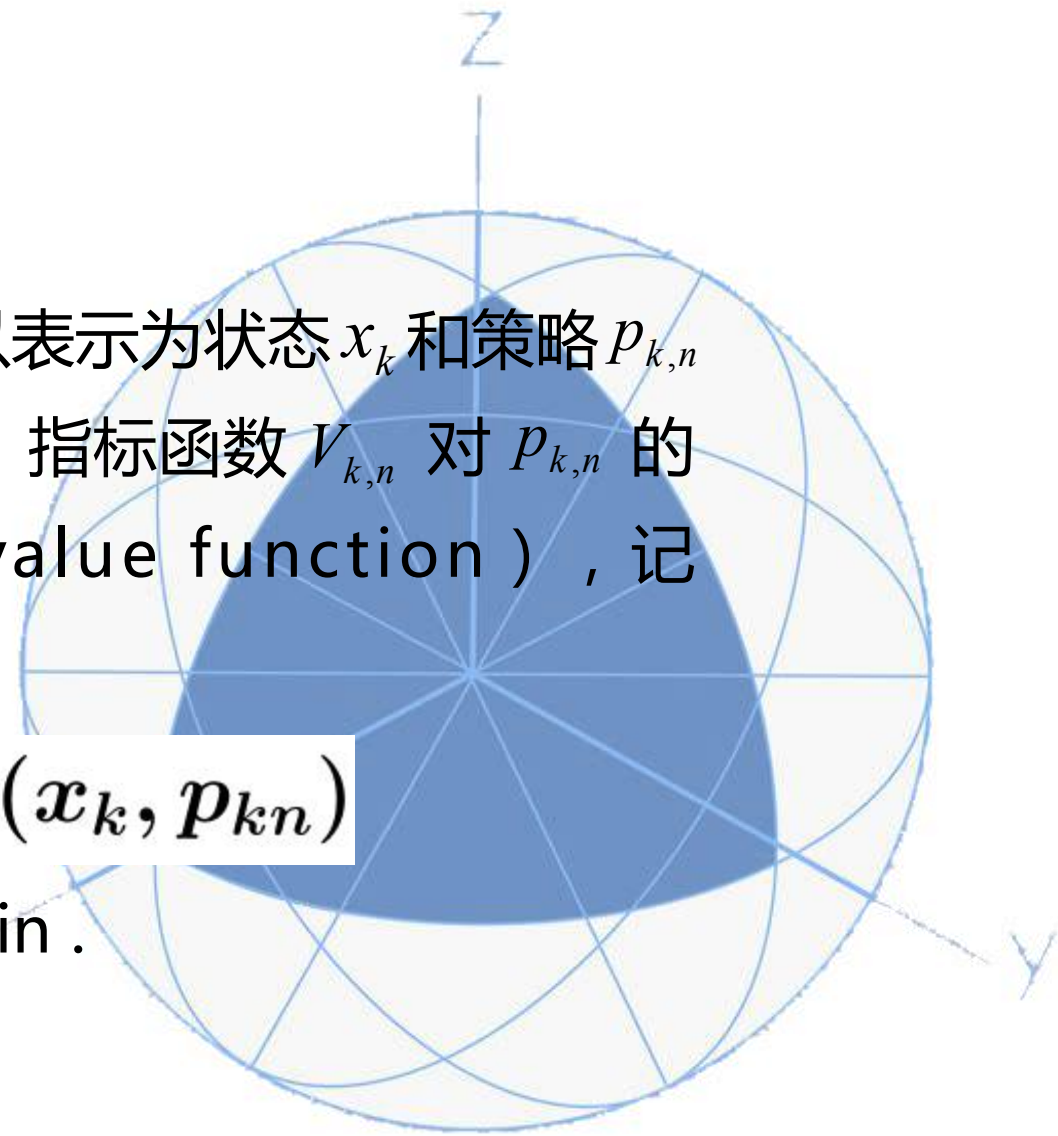 Z
以表示为状态 x_k 和策略 p_{k,n}
指标函数 V_{k,n} 对 p_{k,n} 的
value function ） , 记
(x_k, p_{kn})
in .
Y